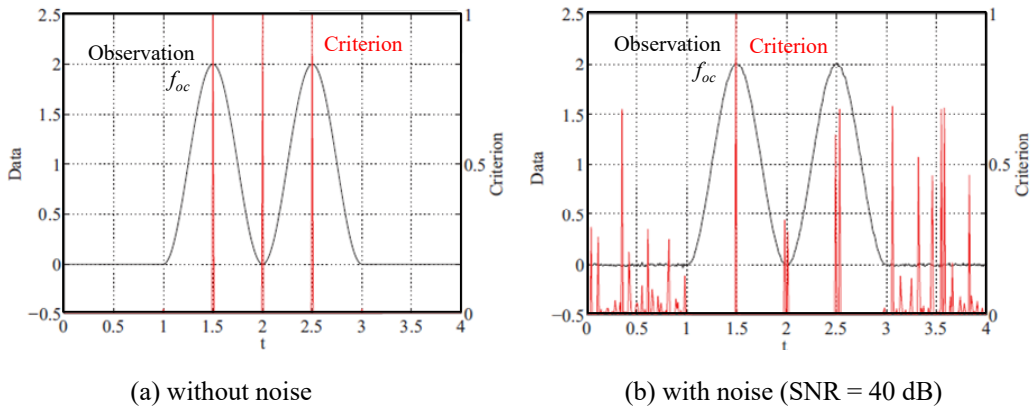 2.5
2
1.5
1
0.5
0
−0.5
Data
Observation
f_oc
Criterion
1
0.5
0
Criterion
0 0.5 1 1.5 2 2.5 3 3.5 4
t
(a) without noise
2.5
2
1.5
1
0.5
0
−0.5
Data
Observation
f_oc
Criterion
1
0.5
0
Criterion
0 0.5 1 1.5 2 2.5 3 3.5 4
t
(b) with noise (SNR = 40 dB)